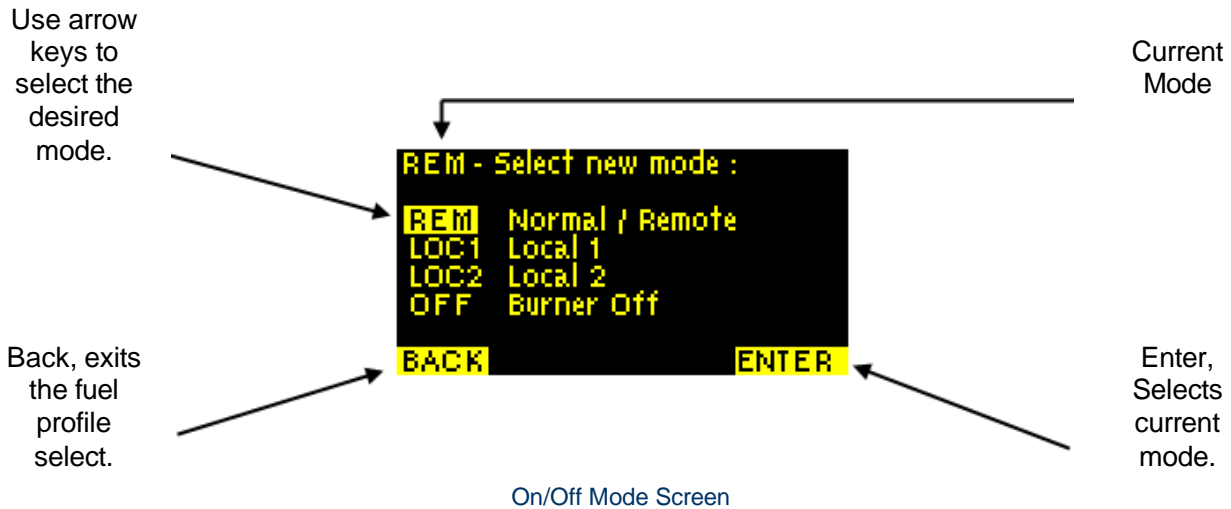 Use arrow
keys to
select the
desired
mode.
Current
Mode
REM - Select new mode :
REM Normal / Remote
LOC1 Local 1
LOC2 Local 2
OFF Burner Off
BACK ENTER
Back, exits
the fuel
profile
select.
Enter,
Selects
current
mode.
On/Off Mode Screen